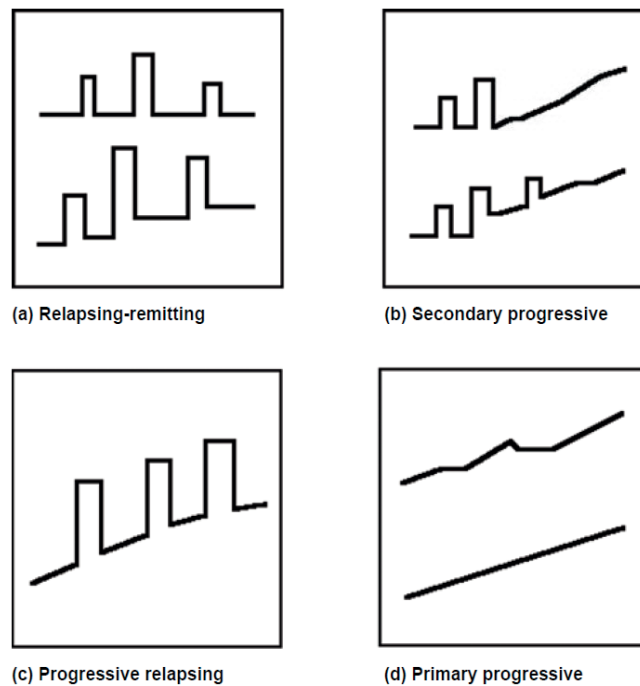 (a) Relapsing-remitting
(b) Secondary progressive
(c) Progressive relapsing
(d) Primary progressive